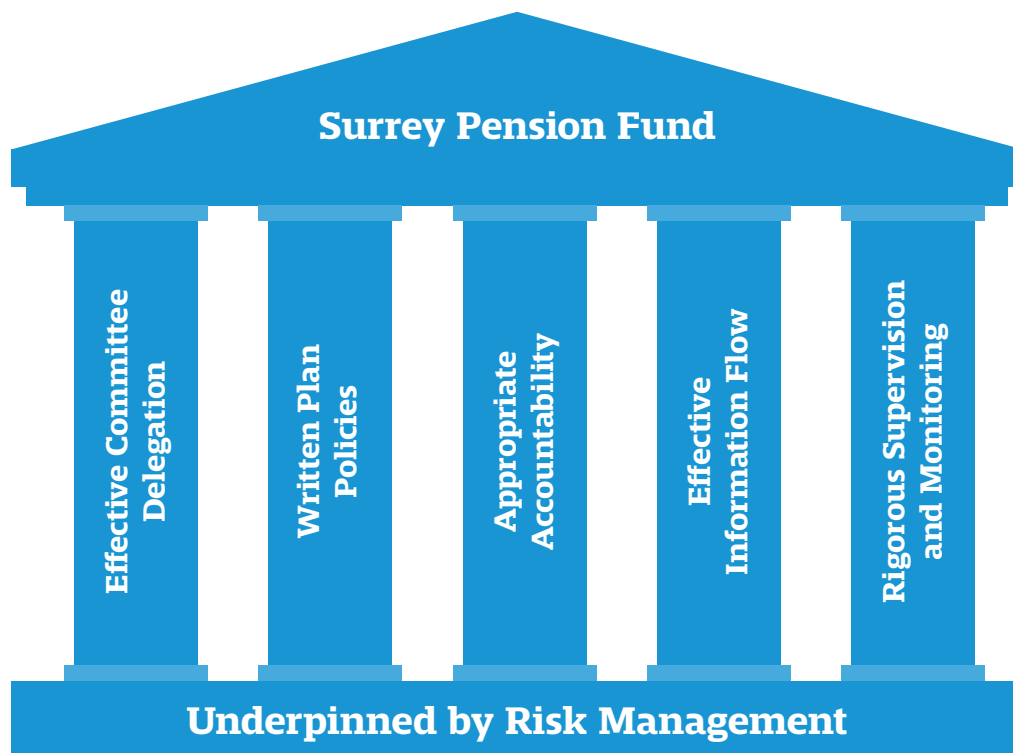 Surrey Pension Fund
Effective Committee
Delegation
Written Plan
Policies
Appropriate
Accountability
Effective
Information Flow
Rigorous Supervision
and Monitoring
Underpinned by Risk Management